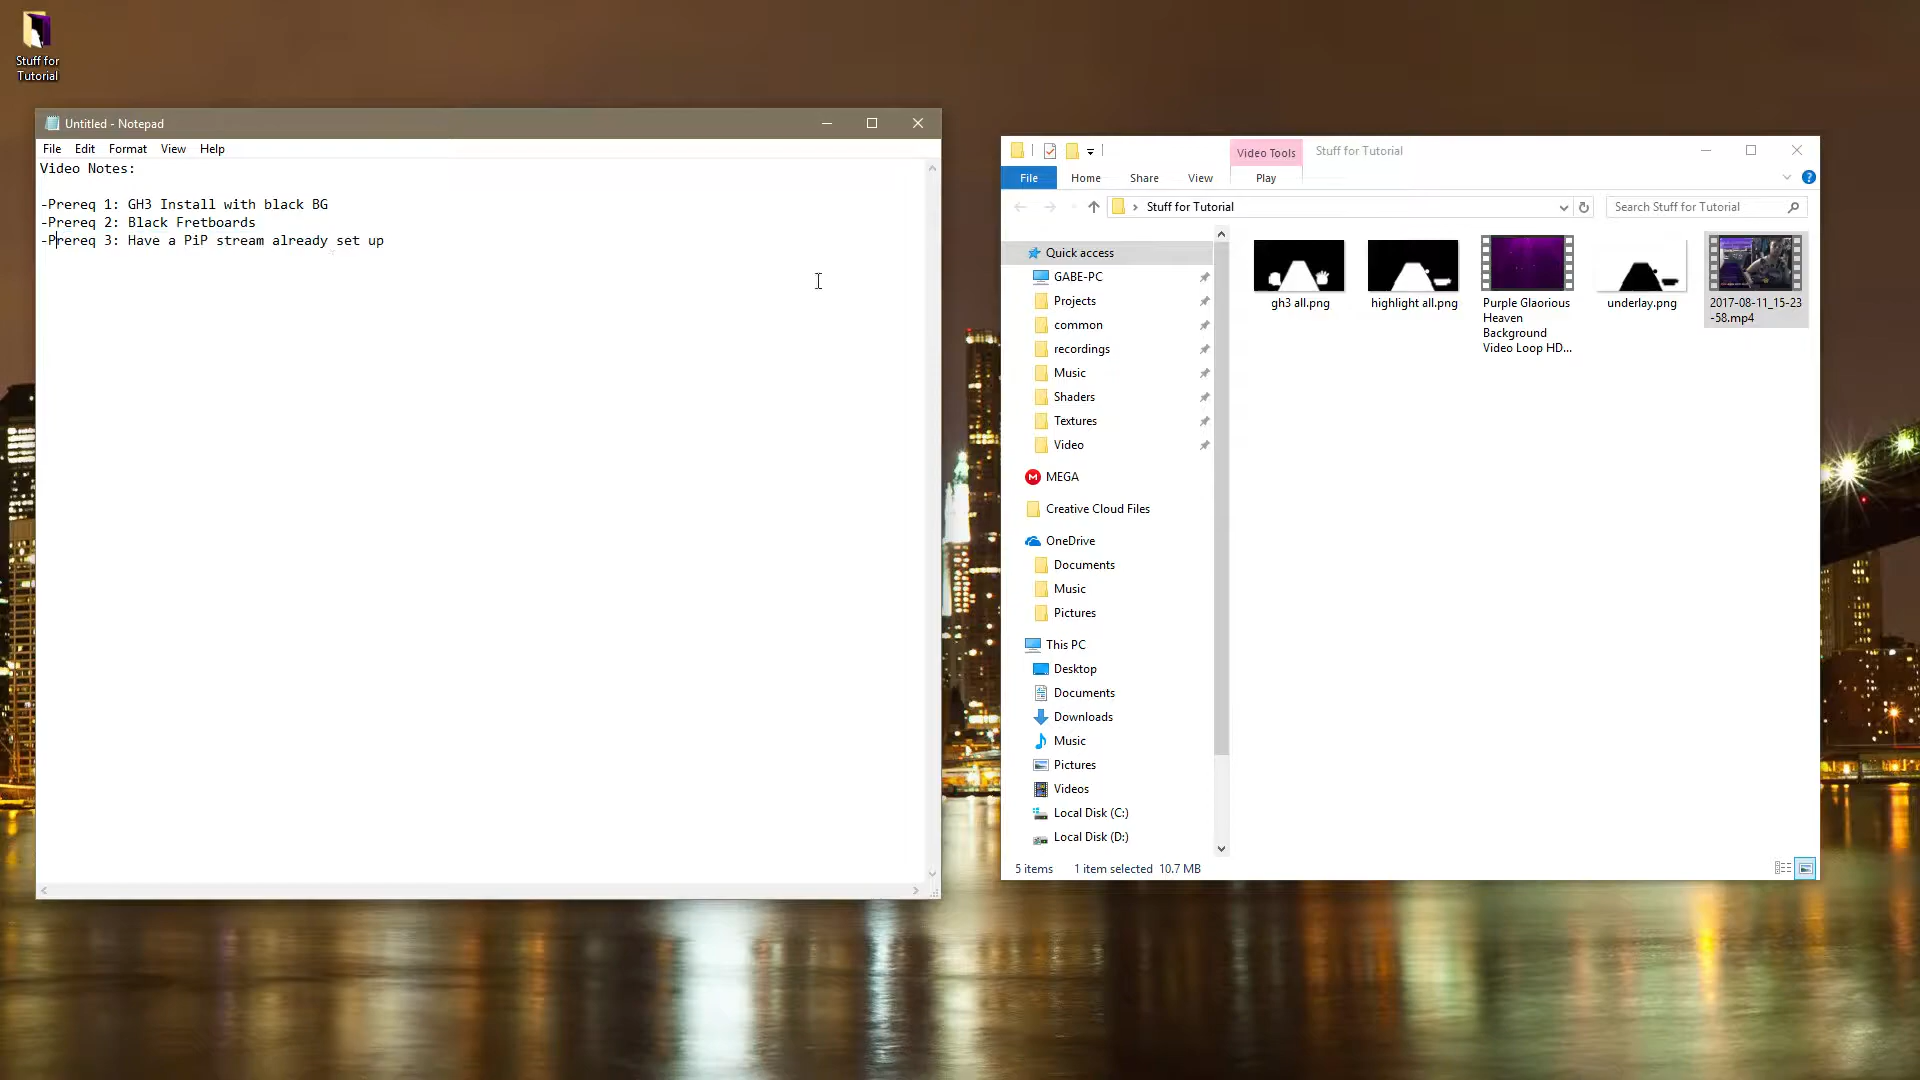 Stuff for
Tutorial
Untitled - Notepad
File Edit Format View Help
Video Notes:
-Prereq 1: GH3 Install with black BG
-Prereq 2: Black Fretboards
-Prereq 3: Have a PiP stream already set up
Video Tools Stuff for Tutorial
File Home Share View Play
Stuff for Tutorial
Search Stuff for Tutorial
Quick access
GABE-PC
Projects
common
recordings
Music
Shaders
Textures
Video
MEGA
Creative Cloud Files
OneDrive
Documents
Music
Pictures
This PC
Desktop
Documents
Downloads
Music
Pictures
Videos
Local Disk (C:)
Local Disk (D:)
gh3 all.png
highlight all.png
Purple Glaorious
Heaven
Background
Video Loop HD...
underlay.png
2017-08-11_15-23
-58.mp4
5 items 1 item selected 10.7 MB